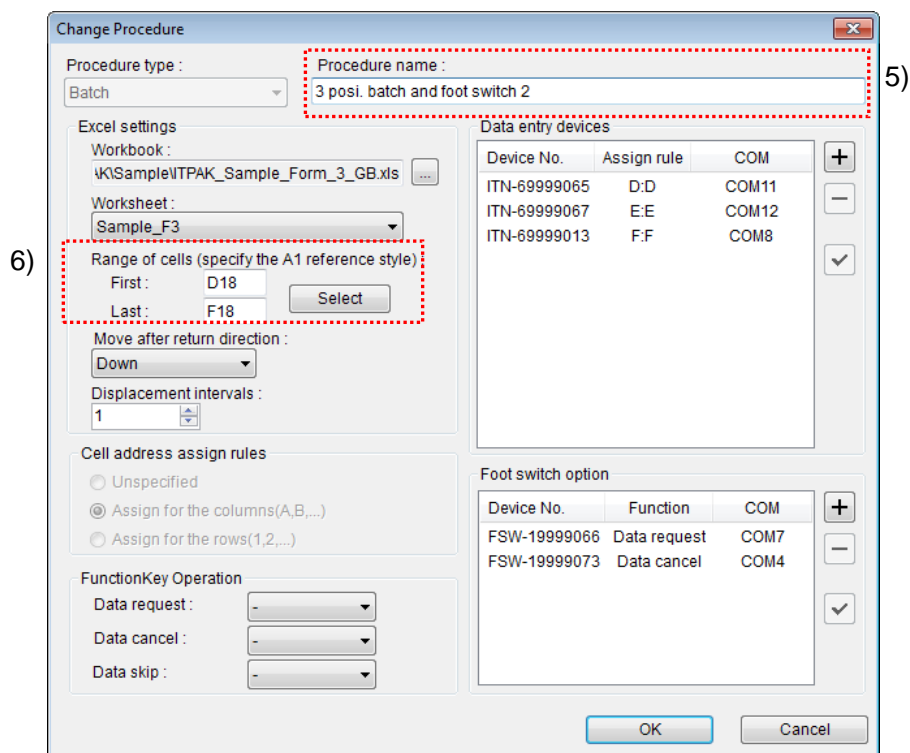 Change Procedure
Procedure type :
Batch
Procedure name :
3 posi. batch and foot switch 2
5)
Excel settings
Workbook :
\K\Sample\ITPAK_Sample_Form_3_GB.xls
...
Worksheet :
Sample_F3
6)
Range of cells (specify the A1 reference style) :
First :
D18
Last :
F18
Select
Move after return direction :
Down
Displacement intervals :
1
Cell address assign rules
Unspecified
Assign for the columns(A,B,...)
Assign for the rows(1,2,...)
FunctionKey Operation
Data request : -
Data cancel : -
Data skip : -
Data entry devices
Device No. Assign rule COM
ITN-69999065 D:D COM11
ITN-69999067 E:E COM12
ITN-69999013 F:F COM8
Foot switch option
Device No. Function COM
FSW-19999066 Data request COM7
FSW-19999073 Data cancel COM4
OK
Cancel